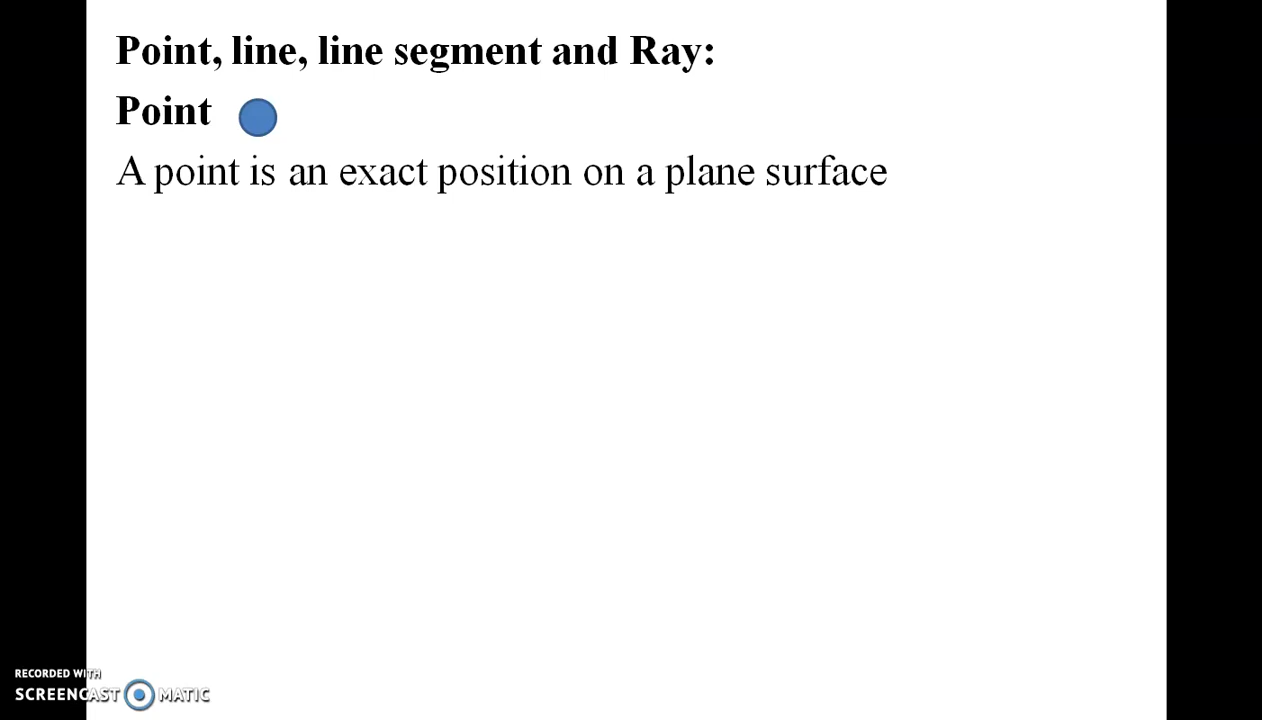 Point, line, line segment and Ray:
Point
A point is an exact position on a plane surface
RECORDED WITH
SCREENCAST MATIC